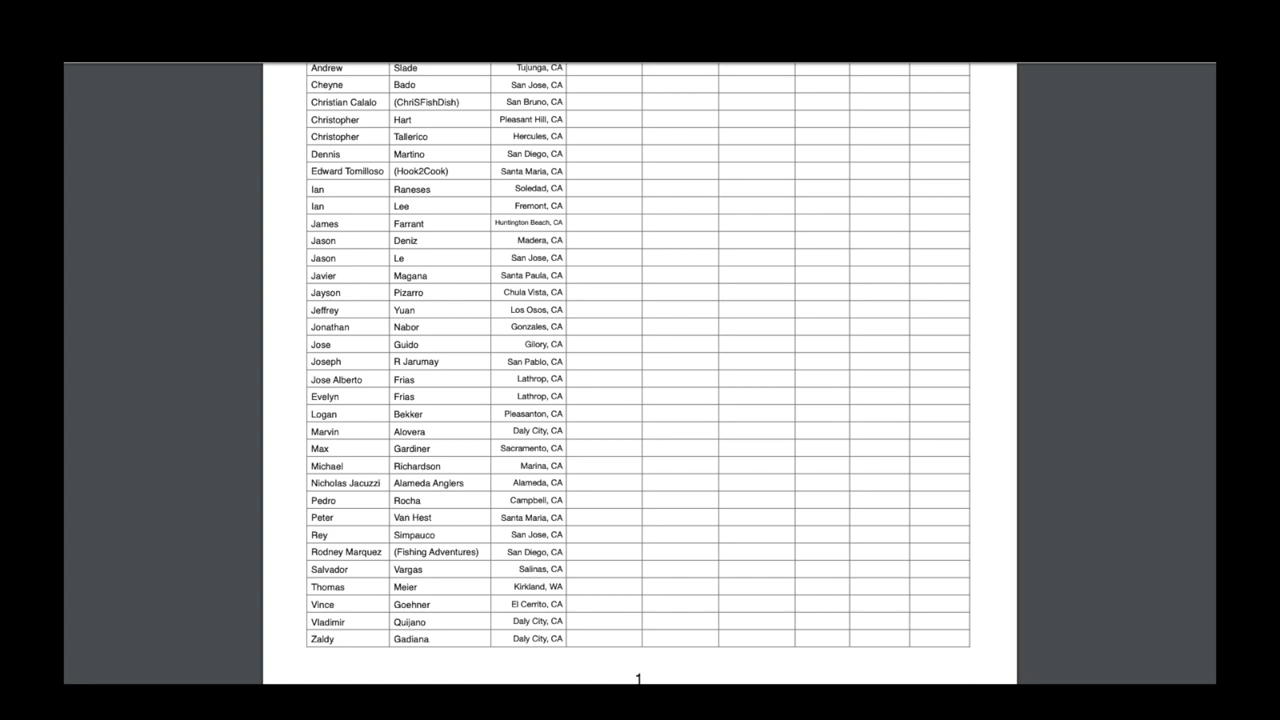 Andrew Slade Tujunga, CA
Cheyne Bado San Jose, CA
Christian Calalo (ChriSFishDish) San Bruno, CA
Christopher Hart Pleasant Hill, CA
Christopher Tallerico Hercules, CA
Dennis Martino San Diego, CA
Edward Tomilloso (Hook2Cook) Santa Maria, CA
Ian Raneses Soledad, CA
Ian Lee Fremont, CA
James Farrant Huntington Beach, CA
Jason Deniz Madera, CA
Jason Le San Jose, CA
Javier Magana Santa Paula, CA
Jayson Pizarro Chula Vista, CA
Jeffrey Yuan Los Osos, CA
Jonathan Nabor Gonzales, CA
Jose Guido Gilory, CA
Joseph R Jarumay San Pablo, CA
Jose Alberto Frias Lathrop, CA
Evelyn Frias Lathrop, CA
Logan Bekker Pleasanton, CA
Marvin Alovera Daly City, CA
Max Gardiner Sacramento, CA
Michael Richardson Marina, CA
Nicholas Jacuzzi Alameda Anglers Alameda, CA
Pedro Rocha Campbell, CA
Peter Van Hest Santa Maria, CA
Rey Simpauco San Jose, CA
Rodney Marquez (Fishing Adventures) San Diego, CA
Salvador Vargas Salinas, CA
Thomas Meier Kirkland, WA
Vince Goehner El Cerrito, CA
Vladimir Quijano Daly City, CA
Zaldy Gadiana Daly City, CA
1